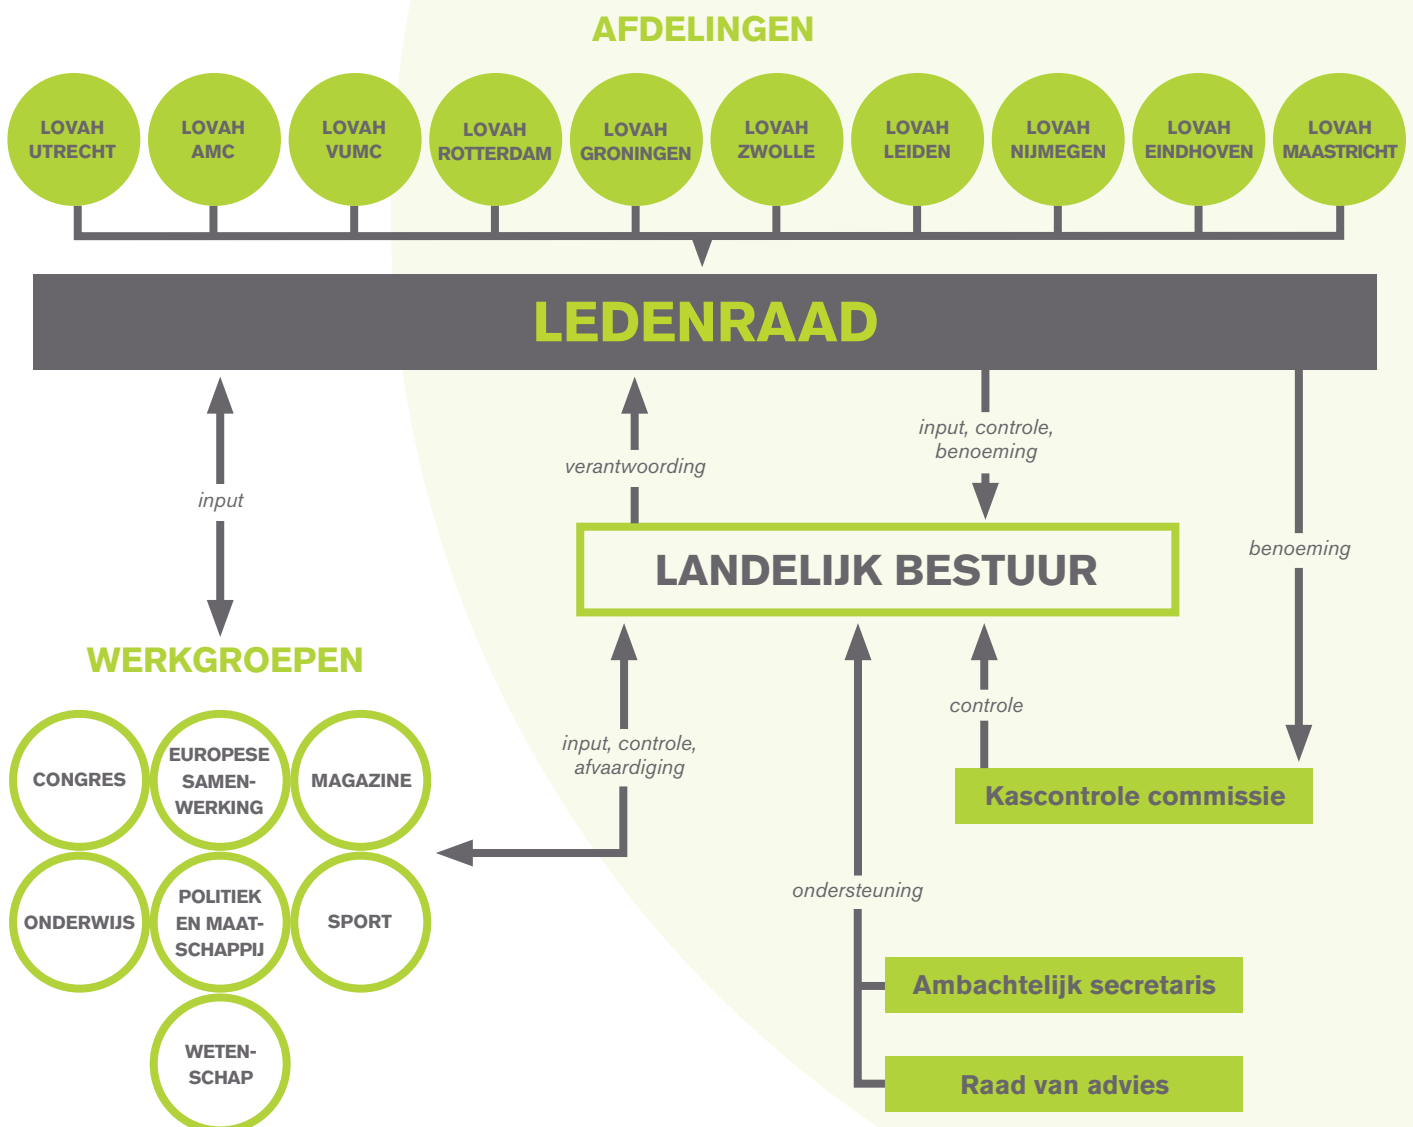 AFDELINGEN
LOVAH
UTRECHT
LOVAH
AMC
LOVAH
VUMC
LOVAH
ROTTERDAM
LOVAH
GRONINGEN
LOVAH
ZWOLLE
LOVAH
LEIDEN
LOVAH
NIJMEGEN
LOVAH
EINDHOVEN
LOVAH
MAASTRICHT
LEDENRAAD
input
verantwoording
input, controle,
benoeming
benoeming
LANDELIJK BESTUUR
WERKGROEPEN
CONGRES
EUROPESE
SAMEN-
WERKING
MAGAZINE
ONDERWIJS
POLITIEK
EN MAAT-
SCHAPPIJ
SPORT
WETEN-
SCHAP
input, controle,
afvaardiging
controle
Kascontrole commissie
ondersteuning
Ambachtelijk secretaris
Raad van advies